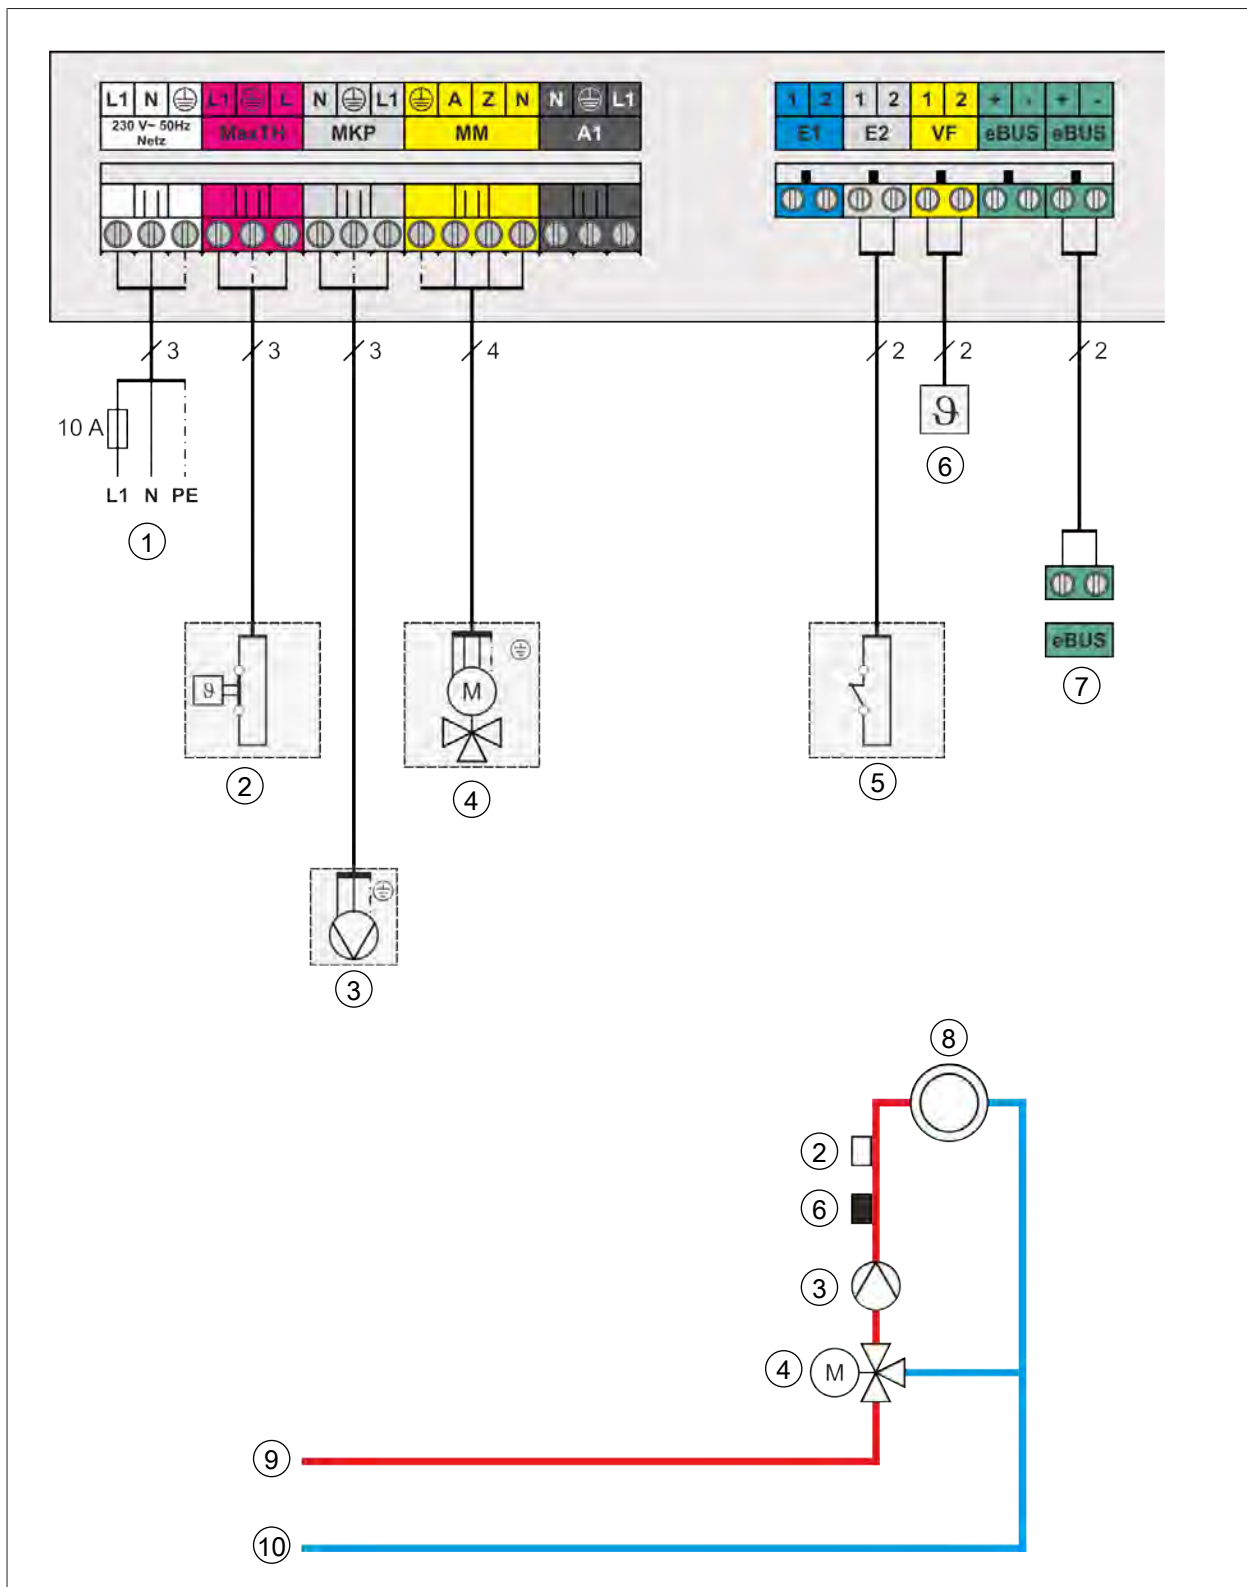 L1 N L1 L N L1 A Z N N L1
230 V~ 50Hz
Netz
MaxTH MKP MM A1
1 2 1 2 1 2 + - + -
E1 E2 VF eBUS eBUS
3 3 3 4 2 2 2
10 A
L1 N PE
1
ϑ
6
eBUS
7
ϑ
2
M
4
5
3
8
2
6
3
4 M
9
10